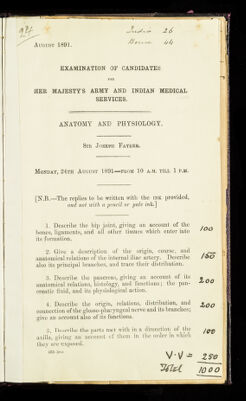 India 26
Home 44
August 1891.
EXAMINATION OF CANDIDATES
FOR
HER MAJESTY'S ARMY AND INDIAN MEDICAL
SERVICES.
ANATOMY AND PHYSIOLOGY.
Sir Joseph Fayrer.
Monday, 24th August 1891—from 10 a.m. till 1 p.m.
[N.B.—The replies to be written with the ink provided,
and not with a pencil or pale ink.]
1. Describe the hip joint, giving an account of the 100
bones, ligaments, and all other tissues which enter into
its formation.
2. Give a description of the origin, course, and
anatomical relations of the internal iliac artery. Describe 150
also its principal branches, and trace their distribution.
3. Describe the pancreas, giving an account of its
anatomical relations, histology, and functions; the pan- 200
creatic fluid, and its physiological action.
4. Describe the origin, relations, distribution, and 200
connection of the glosso-pharyngeal nerve and its branches;
give an account also of its functions.
5. Describe the parts met with in a dissection of the 100
axilla, giving an account of them in the order in which
they are exposed.
V-V= 250
Total 1000